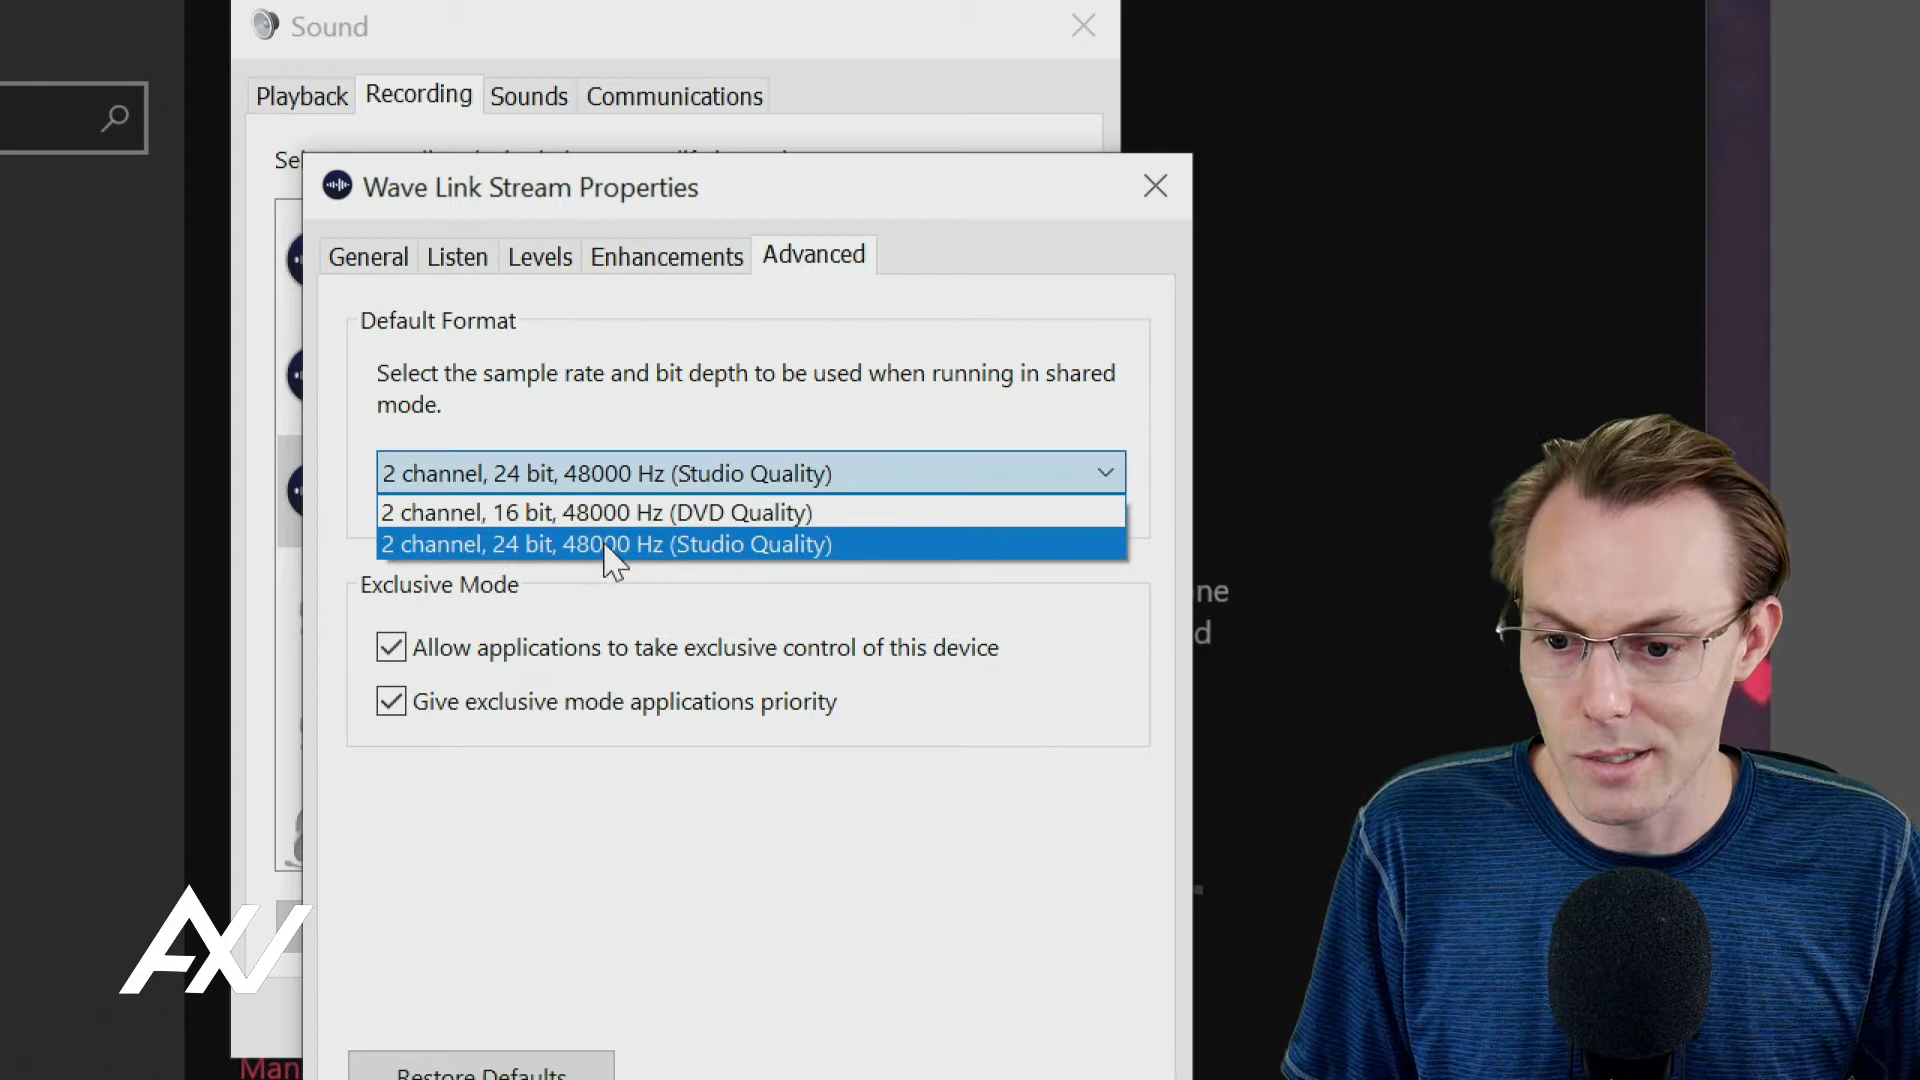 Sound
Playback Recording Sounds Communications
Wave Link Stream Properties
General Listen Levels Enhancements Advanced
Default Format
Select the sample rate and bit depth to be used when running in shared
mode.
2 channel, 24 bit, 48000 Hz (Studio Quality)
2 channel, 16 bit, 48000 Hz (DVD Quality)
2 channel, 24 bit, 48000 Hz (Studio Quality)
Exclusive Mode
Allow applications to take exclusive control of this device
Give exclusive mode applications priority
Restore Defaults